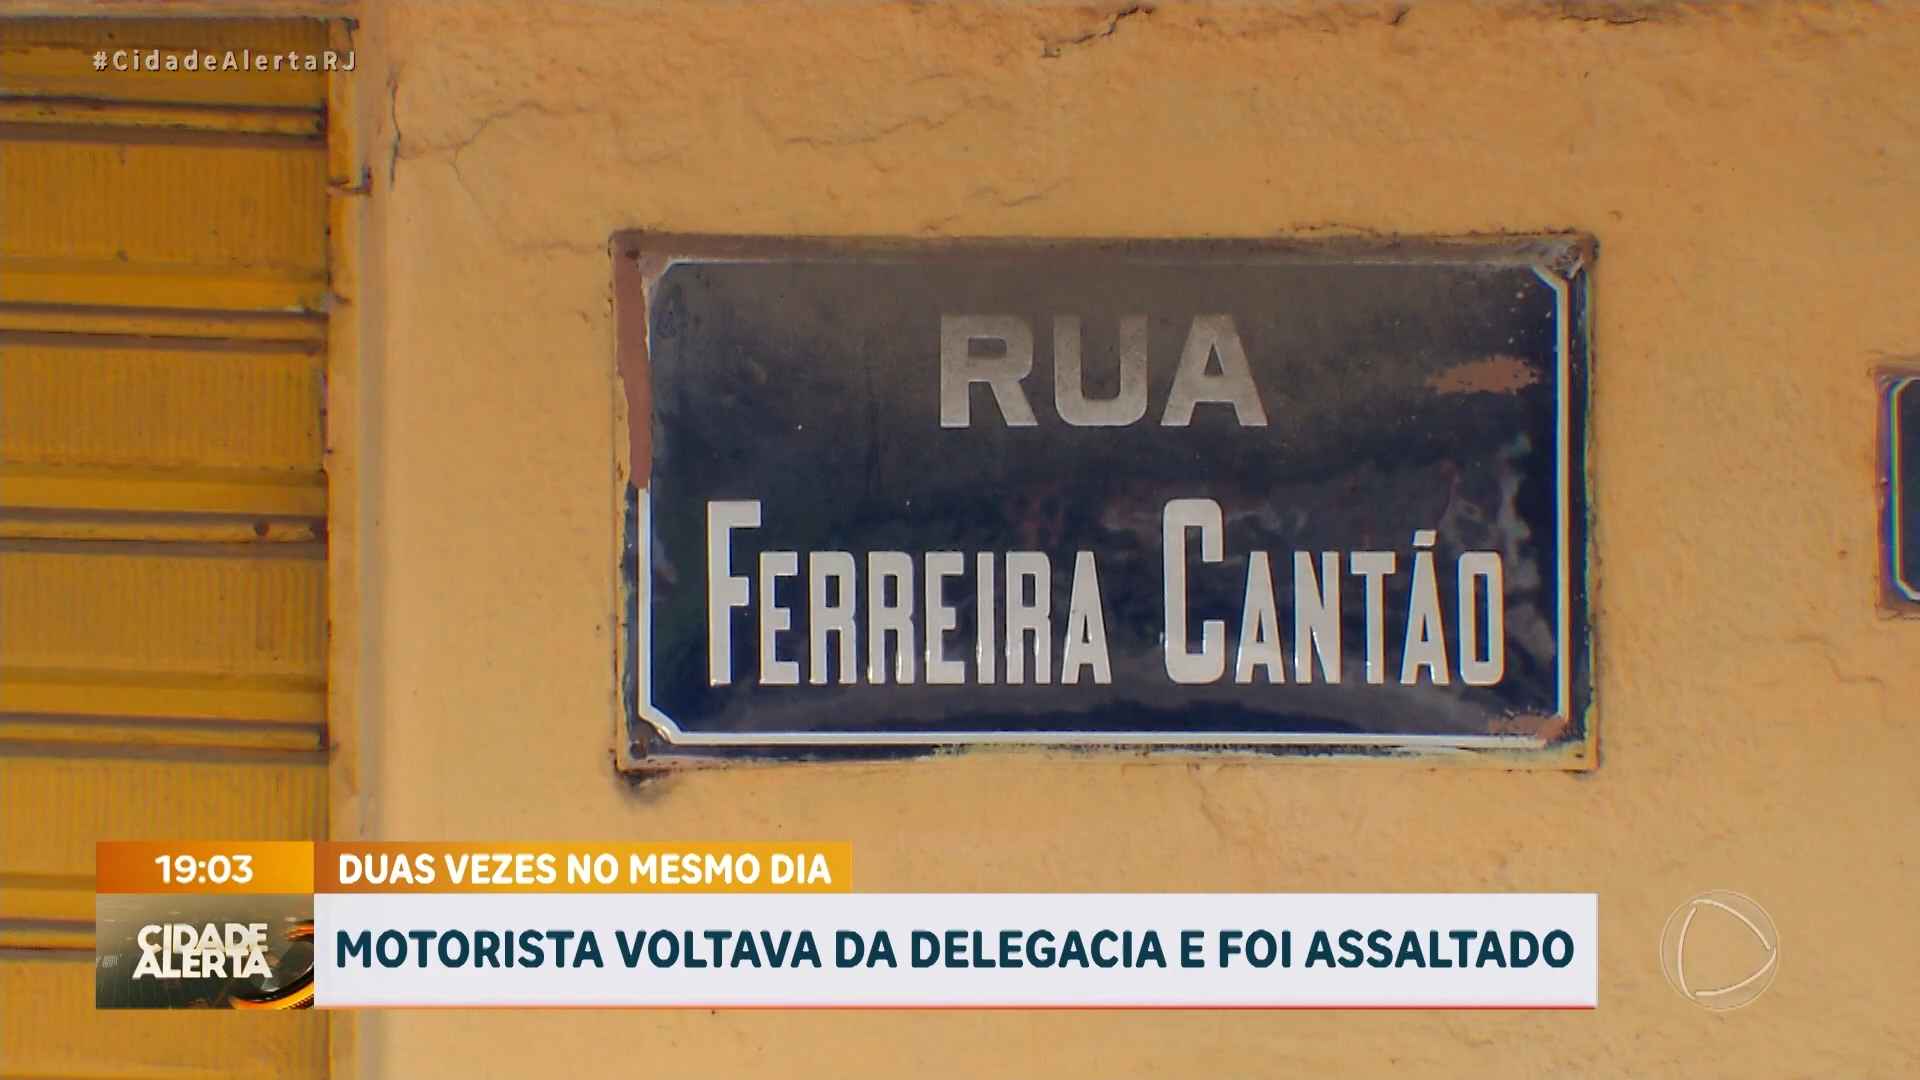 #CidadeAlertaRJ
RUA
FERREIRA CANTÃO
19:03
DUAS VEZES NO MESMO DIA
CIDADE
ALERTA
MOTORISTA VOLTAVA DA DELEGACIA E FOI ASSALTADO